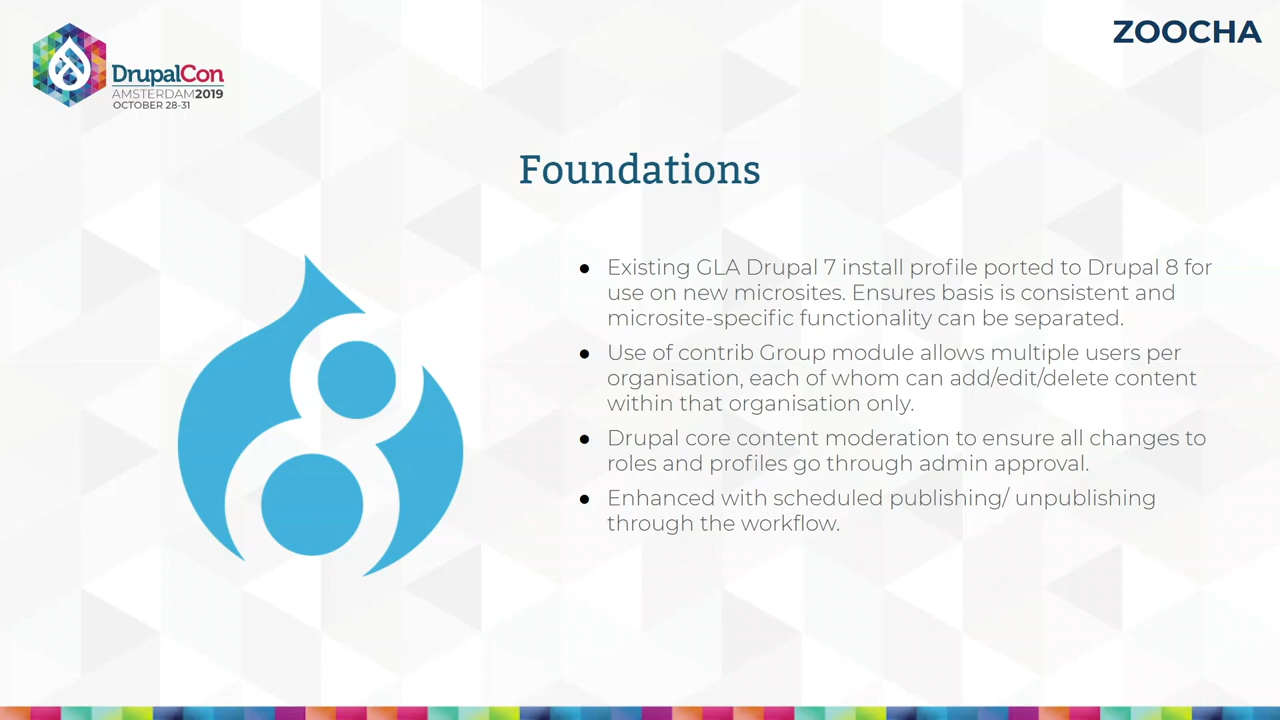 ZOOCHA
DrupalCon
AMSTERDAM2019
OCTOBER 28-31
Foundations
● Existing GLA Drupal 7 install profile ported to Drupal 8 for
use on new microsites. Ensures basis is consistent and
microsite-specific functionality can be separated.
● Use of contrib Group module allows multiple users per
organisation, each of whom can add/edit/delete content
within that organisation only.
● Drupal core content moderation to ensure all changes to
roles and profiles go through admin approval.
● Enhanced with scheduled publishing/ unpublishing
through the workflow.